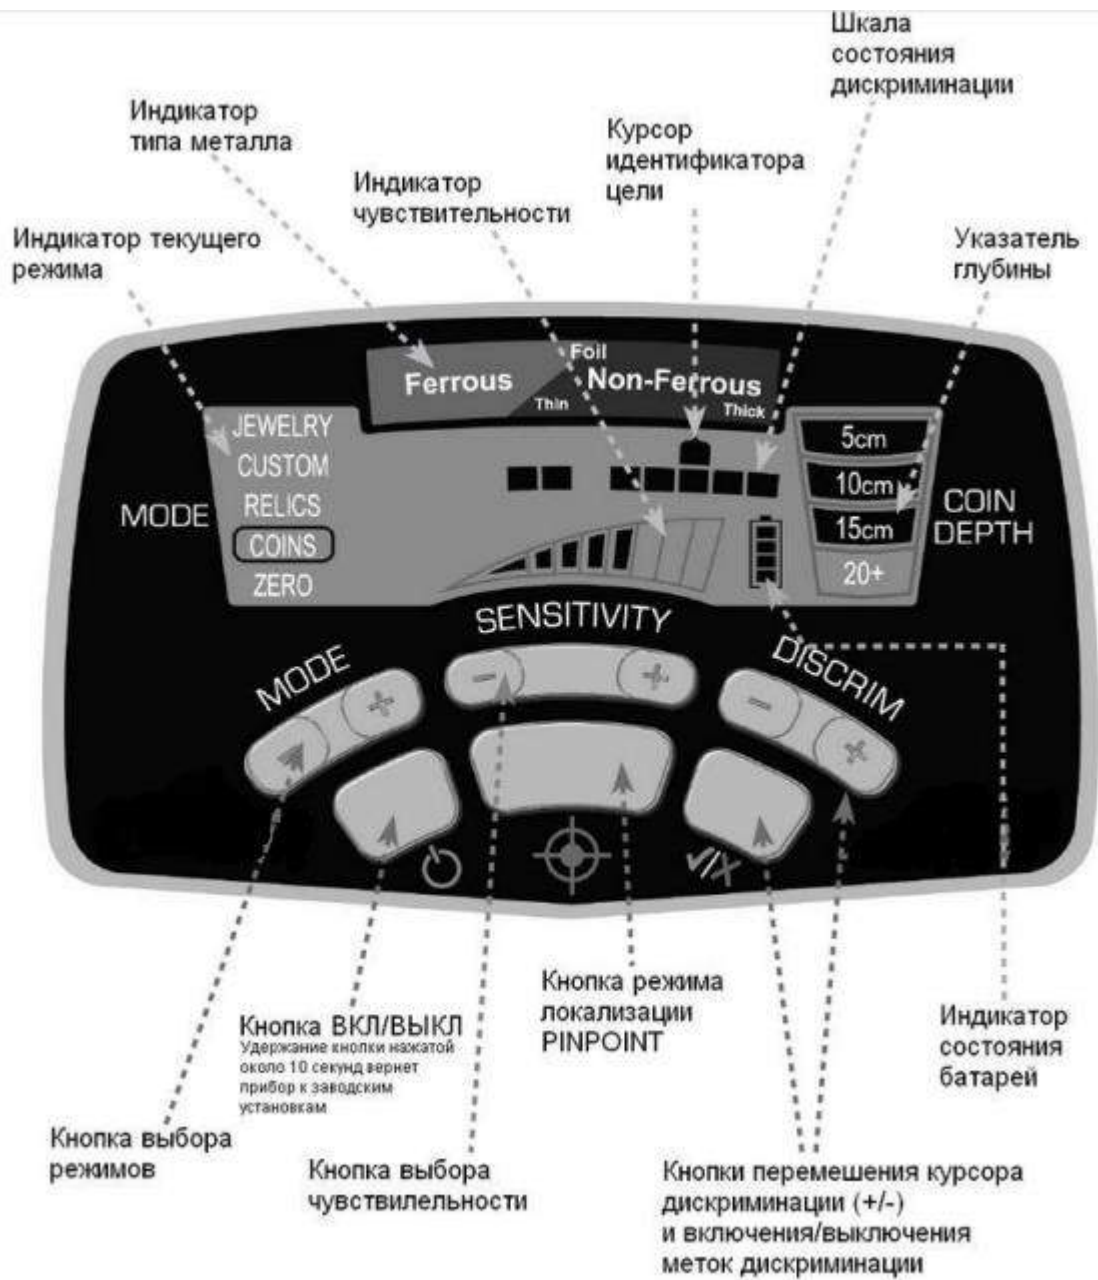 Шкала
состояния
дискриминации
Индикатор
типа металла
Курсор
идентификатора
цели
Индикатор
чувствительности
Индикатор текущего
режима
Указатель
глубины
Ferrous
Foil
Non-Ferrous
Thin
Thick
MODE
JEWELRY
CUSTOM
RELICS
COINS
ZERO
5cm
10cm
15cm
20+
COIN
DEPTH
SENSITIVITY
MODE
DISCRIM
Кнопка режима
локализации
PINPOINT
Кнопка ВКЛ/ВЫКЛ
Удержание кнопки нажатой
около 10 секунд вернет
прибор к заводским
установкам
Индикатор
состояния
батарей
Кнопка выбора
режимов
Кнопка выбора
чувствилельности
Кнопки перемешения курсора
дискриминации (+/-)
и включения/выключения
меток дискриминации